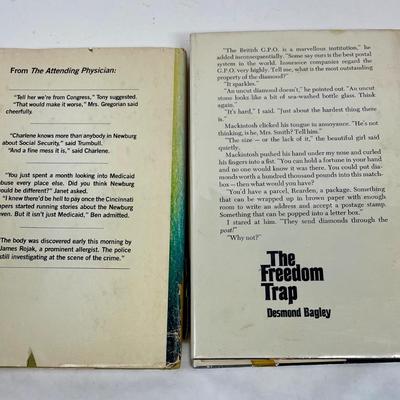 From The Attending Physician:
"Tell her we're from Congress," Tony suggested.
"That would make it worse," Mrs. Gregorian said
cheerfully.
"Charlene knows more than anybody in Newburg
about Social Security," said Trumbull.
"And a fine mess it is," said Charlene.
"You just spent a month looking into Medicaid
buse every place else. Did you think Newburg
ould be different?" Janet asked.
"I knew there'd be hell to pay once the Cincinnati
apers started running stories about the Newburg
even. But it isn't just Medicaid," Ben admitted.
"The body was discovered early this morning by
James Rojak, a prominent allergist. The police
still investigating at the scene of the crime."
"The British G.P.O. is a marvellous institution," he
added inconsequentially. "Some say ours is the best postal
system in the world. Insurance companies regard the
G.P.O. very highly. Tell me, what is the most outstanding
property of the diamond?"
"It sparkles."
"An uncut diamond doesn't," he pointed out. "An uncut
stone looks like a bit of sea-washed bottle glass. Think
again."
"It's hard," I said. "Just about the hardest thing there
is."
Mackintosh clicked his tongue in annoyance. "He's not
thinking, is he, Mrs. Smith? Tell him."
"The size — or the lack of it," the beautiful girl said
quietly.
Mackintosh pushed his hand under my nose and curled
his fingers into a fist. "You can hold a fortune in your hand
and no one would know it was there. You could put dia-
monds worth a hundred thousand pounds into this match-
box — then what would you have?"
"You'd have a parcel, Rearden, a package. Something
that can be wrapped up in brown paper with enough
room to write an address and accept a postage stamp.
Something that can be popped into a letter box."
I stared at him. "They send diamonds through the
post!"
"Why not?"
The
Freedom
Trap
Desmond Bagley